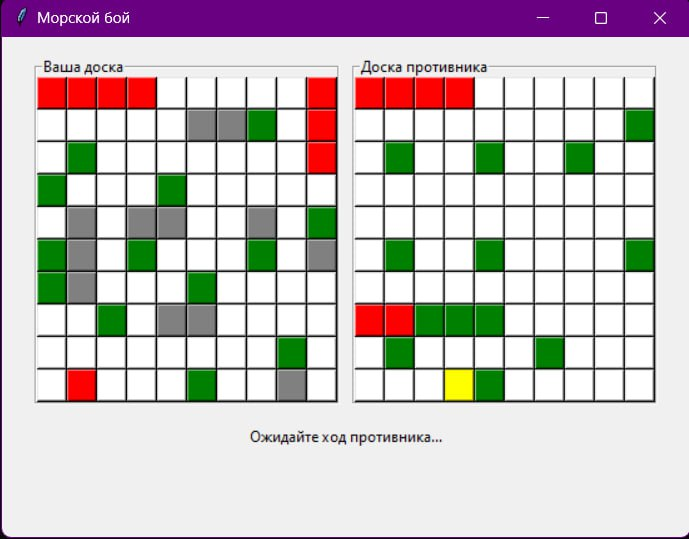 Морской бой
Ваша доска
Доска противника
Ожидайте ход противника...